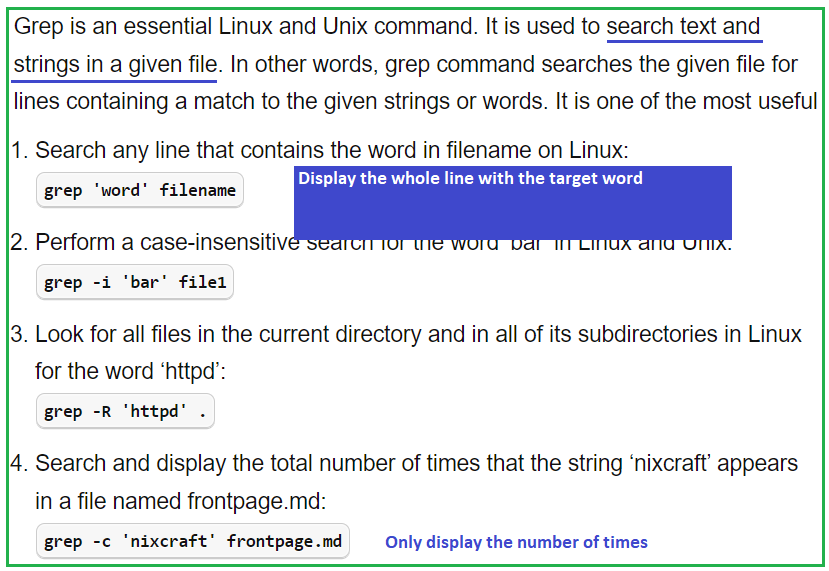 Grep is an essential Linux and Unix command. It is used to search text and
strings in a given file. In other words, grep command searches the given file for
lines containing a match to the given strings or words. It is one of the most useful
1. Search any line that contains the word in filename on Linux:
grep 'word' filename
Display the whole line with the target word
2. Perform a case-insensitive search for the word ‘bar’ in Linux and Unix:
grep -i 'bar' file1
3. Look for all files in the current directory and in all of its subdirectories in Linux
for the word ‘httpd’:
grep -R 'httpd' .
4. Search and display the total number of times that the string ‘nixcraft’ appears
in a file named frontpage.md:
grep -c 'nixcraft' frontpage.md
Only display the number of times